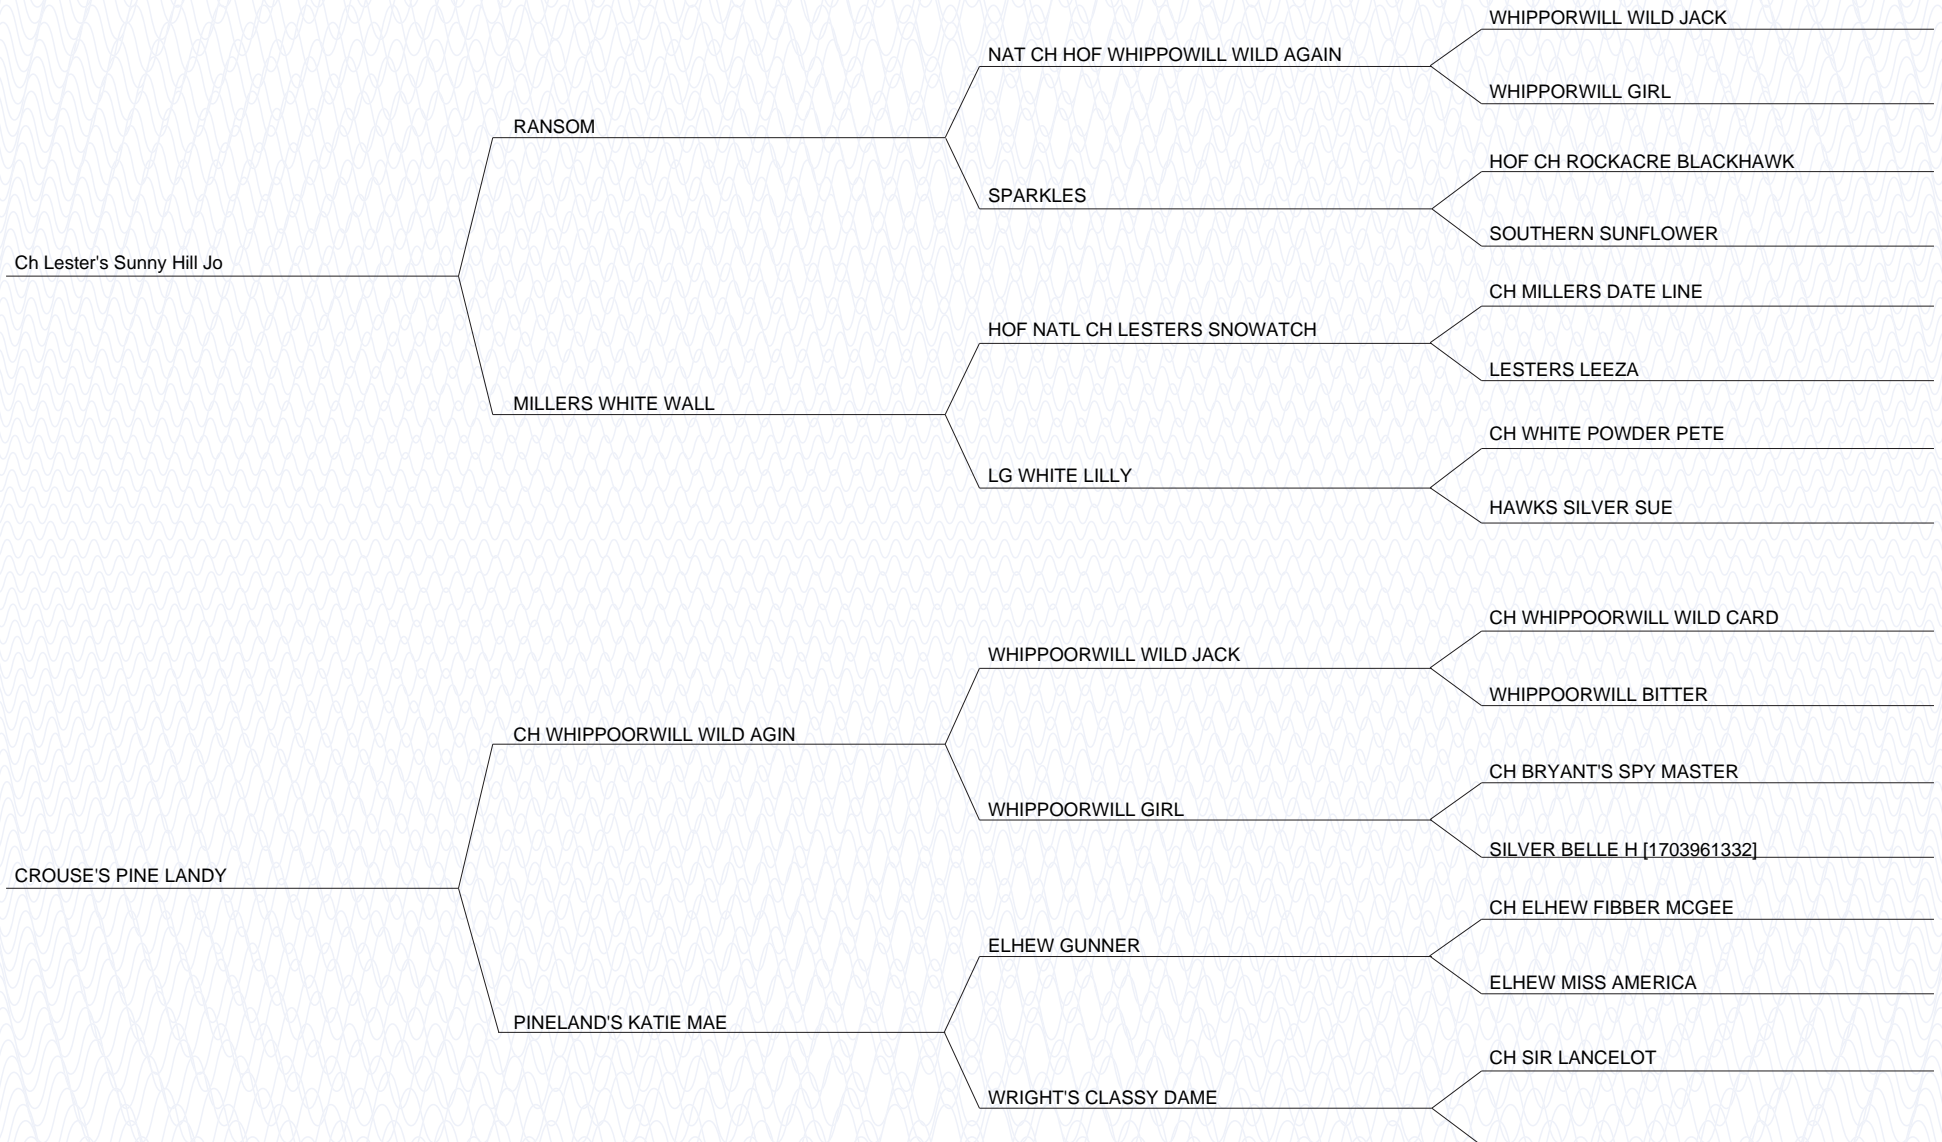 WHIPPORWILL WILD JACK
NAT CH HOF WHIPPOWILL WILD AGAIN
WHIPPORWILL GIRL
RANSOM
HOF CH ROCKACRE BLACKHAWK
SPARKLES
SOUTHERN SUNFLOWER
Ch Lester's Sunny Hill Jo
CH MILLERS DATE LINE
HOF NATL CH LESTERS SNOWATCH
LESTERS LEEZA
MILLERS WHITE WALL
CH WHITE POWDER PETE
LG WHITE LILLY
HAWKS SILVER SUE
CH WHIPPOORWILL WILD CARD
WHIPPOORWILL WILD JACK
WHIPPOORWILL BITTER
CH WHIPPOORWILL WILD AGIN
CH BRYANT'S SPY MASTER
WHIPPOORWILL GIRL
SILVER BELLE H [1703961332]
CROUSE'S PINE LANDY
CH ELHEW FIBBER MCGEE
ELHEW GUNNER
ELHEW MISS AMERICA
PINELAND'S KATIE MAE
CH SIR LANCELOT
WRIGHT'S CLASSY DAME